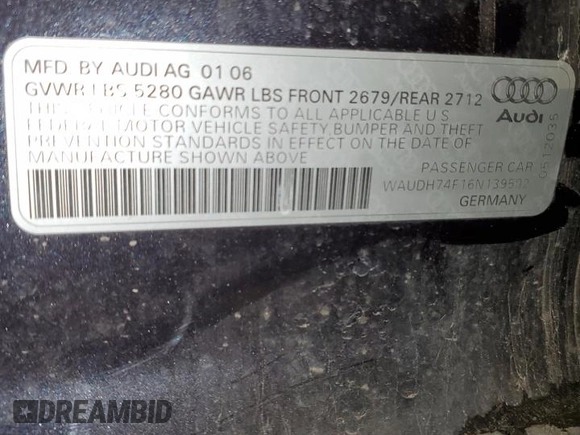 MFD BY AUDI AG 01 06
GVWR LBS 5280 GAWR LBS FRONT 2679/REAR 2712
THIS VEHICLE CONFORMS TO ALL APPLICABLE U S
FEDERAL MOTOR VEHICLE SAFETY,BUMPER AND THEFT
PREVENTION STANDARDS IN EFFECT ON THE DATE OF
MANUFACTURE SHOWN ABOVE
Audi
0512035
PASSENGER CAR
WAUDH74F16N139502
GERMANY
DREAMBID